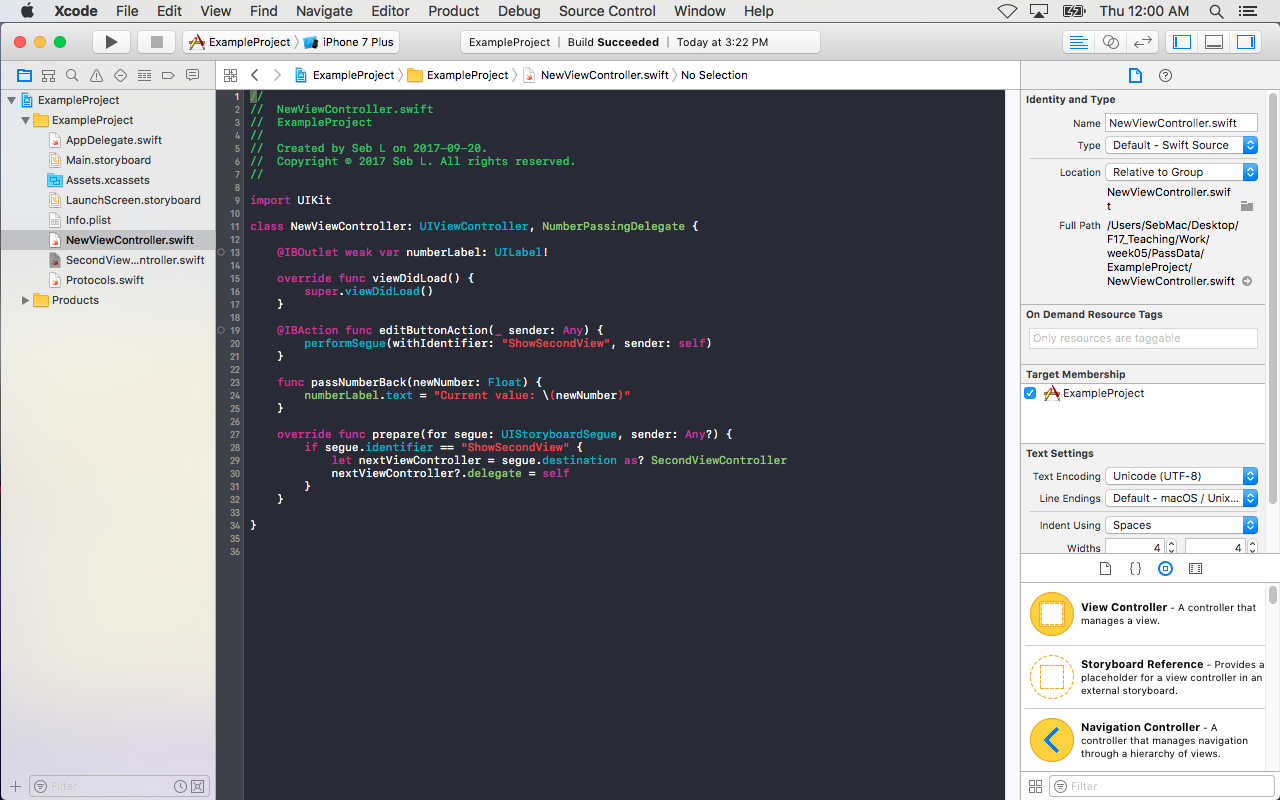 Xcode File Edit View Find Navigate Editor Product Debug Source Control Window Help Thu 12:00 AM
ExampleProject iPhone 7 Plus ExampleProject | Build Succeeded | Today at 3:22 PM
ExampleProject ExampleProject NewViewController.swift No Selection
ExampleProject
ExampleProject
AppDelegate.swift
Main.storyboard
Assets.xcassets
LaunchScreen.storyboard
Info.plist
NewViewController.swift
SecondView...ntroller.swift
Protocols.swift
Products
Filter
1 //
2 //  NewViewController.swift
3 //  ExampleProject
4 //
5 //  Created by Seb L on 2017-09-20.
6 //  Copyright © 2017 Seb L. All rights reserved.
7 //
8
9 import UIKit
10
11 class NewViewController: UIViewController, NumberPassingDelegate {
12
13     @IBOutlet weak var numberLabel: UILabel!
14
15     override func viewDidLoad() {
16         super.viewDidLoad()
17     }
18
19     @IBAction func editButtonAction(_ sender: Any) {
20         performSegue(withIdentifier: "ShowSecondView", sender: self)
21     }
22
23     func passNumberBack(newNumber: Float) {
24         numberLabel.text = "Current value: \(newNumber)"
25     }
26
27     override func prepare(for segue: UIStoryboardSegue, sender: Any?) {
28         if segue.identifier == "ShowSecondView" {
29             let nextViewController = segue.destination as? SecondViewController
30             nextViewController?.delegate = self
31         }
32     }
33
34 }
35
36
Identity and Type
Name NewViewController.swift
Type Default - Swift Source
Location Relative to Group
NewViewController.swif
t
Full Path /Users/SebMac/Desktop/
F17_Teaching/Work/
week05/PassData/
ExampleProject/
NewViewController.swift
On Demand Resource Tags
Only resources are taggable
Target Membership
ExampleProject
Text Settings
Text Encoding Unicode (UTF-8)
Line Endings Default - macOS / Unix...
Indent Using Spaces
Widths 4 4
{ }
View Controller - A controller that
manages a view.
Storyboard Reference - Provides a
placeholder for a view controller in an
external storyboard.
Navigation Controller - A
controller that manages navigation
through a hierarchy of views.
Filter